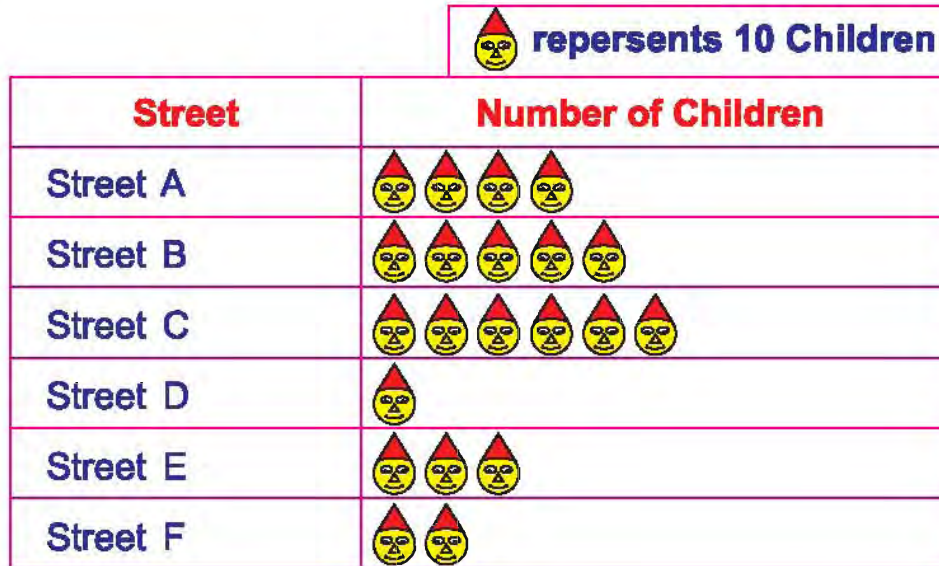 repersents 10 Children
Street Number of Children
Street A
Street B
Street C
Street D
Street E
Street F